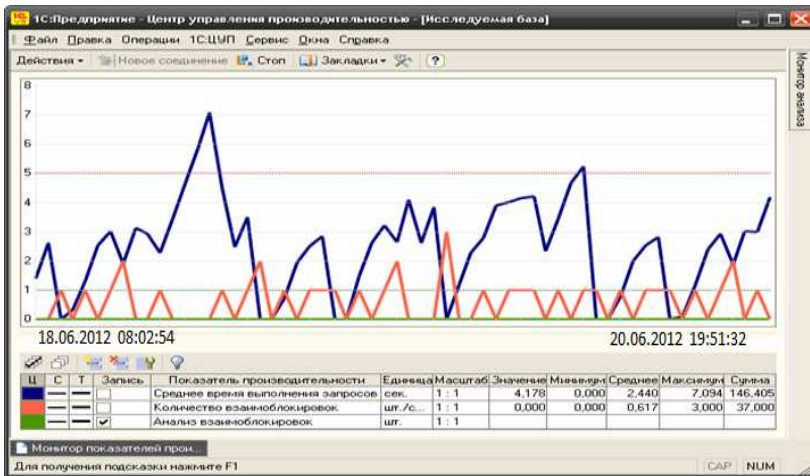 1С:Предприятие - Центр управления производительностью - [Исследуемая база]
Файл Правка Операции 1С:ЦУП Сервис Окна Справка
Действия Новое соединение Стоп Закладки ?
Монитор анализа
8
7
6
5
4
3
2
1
0
18.06.2012 08:02:54 20.06.2012 19:51:32
Ц С Т Запись Показатель производительности Единица Масштаб Значение Минимум Среднее Максимум Сумма
Среднее время выполнения запросов сек. 1 : 1 4,178 0,000 2,440 7,094 146,405
Количество взаимоблокировок шт./с... 1 : 1 0,000 0,000 0,617 3,000 37,000
Анализ взаимоблокировок шт. 1 : 1
Монитор показателей прои...
Для получения подсказки нажмите F1 CAP NUM